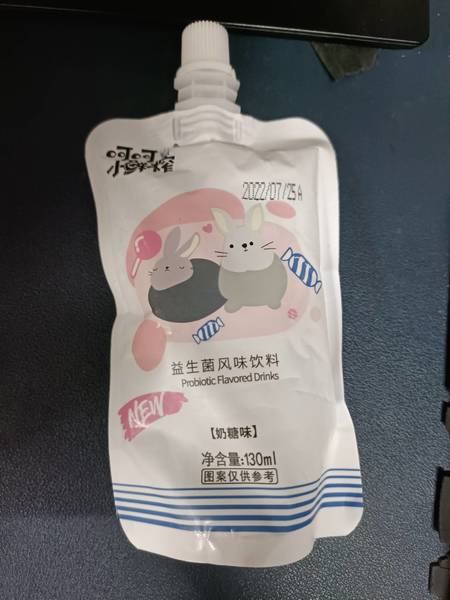 2022/07/25A
益生菌风味饮料
Probiotic Flavored Drinks
NEW
【奶糖味】
净含量:130ml
图案仅供参考